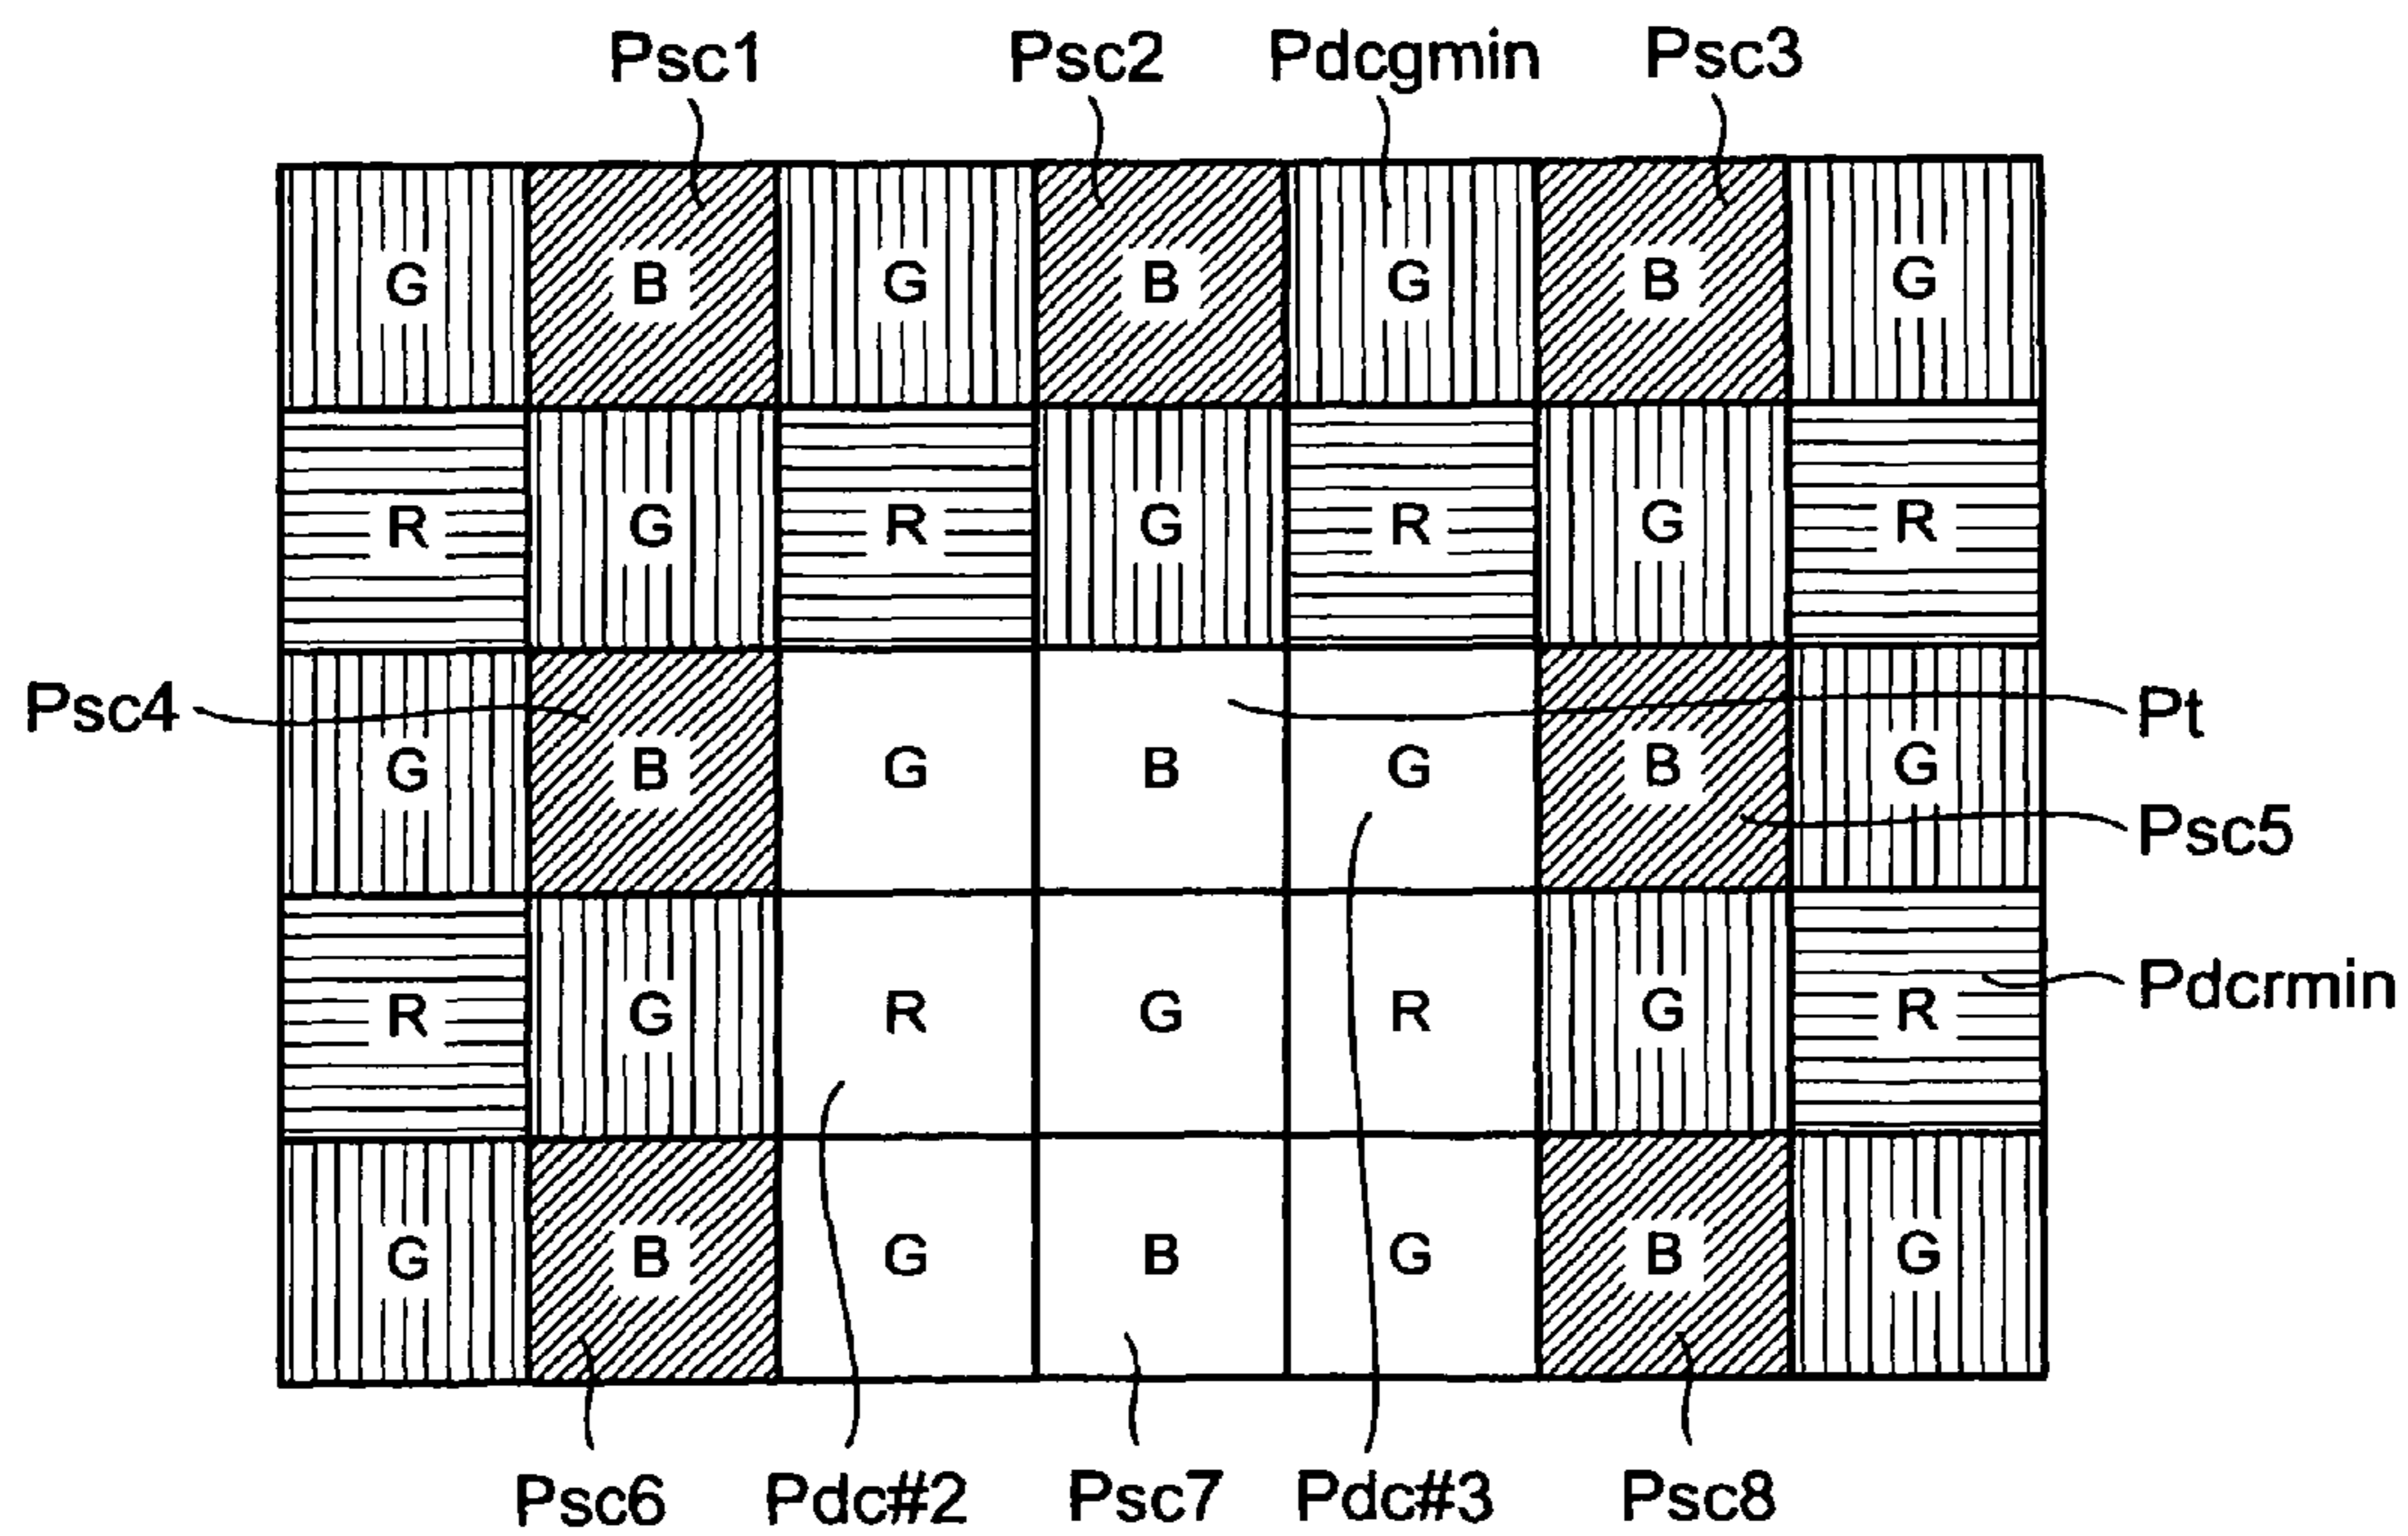 Psc1 Psc2 Pdcgmin Psc3
G B G B G B G
R G R G R G R
Psc4 Pt
G B G B G B G
Psc5
Pdcrmin
R G R G R G R
G B G B G B G
Psc6 Pdc#2 Psc7 Pdc#3 Psc8